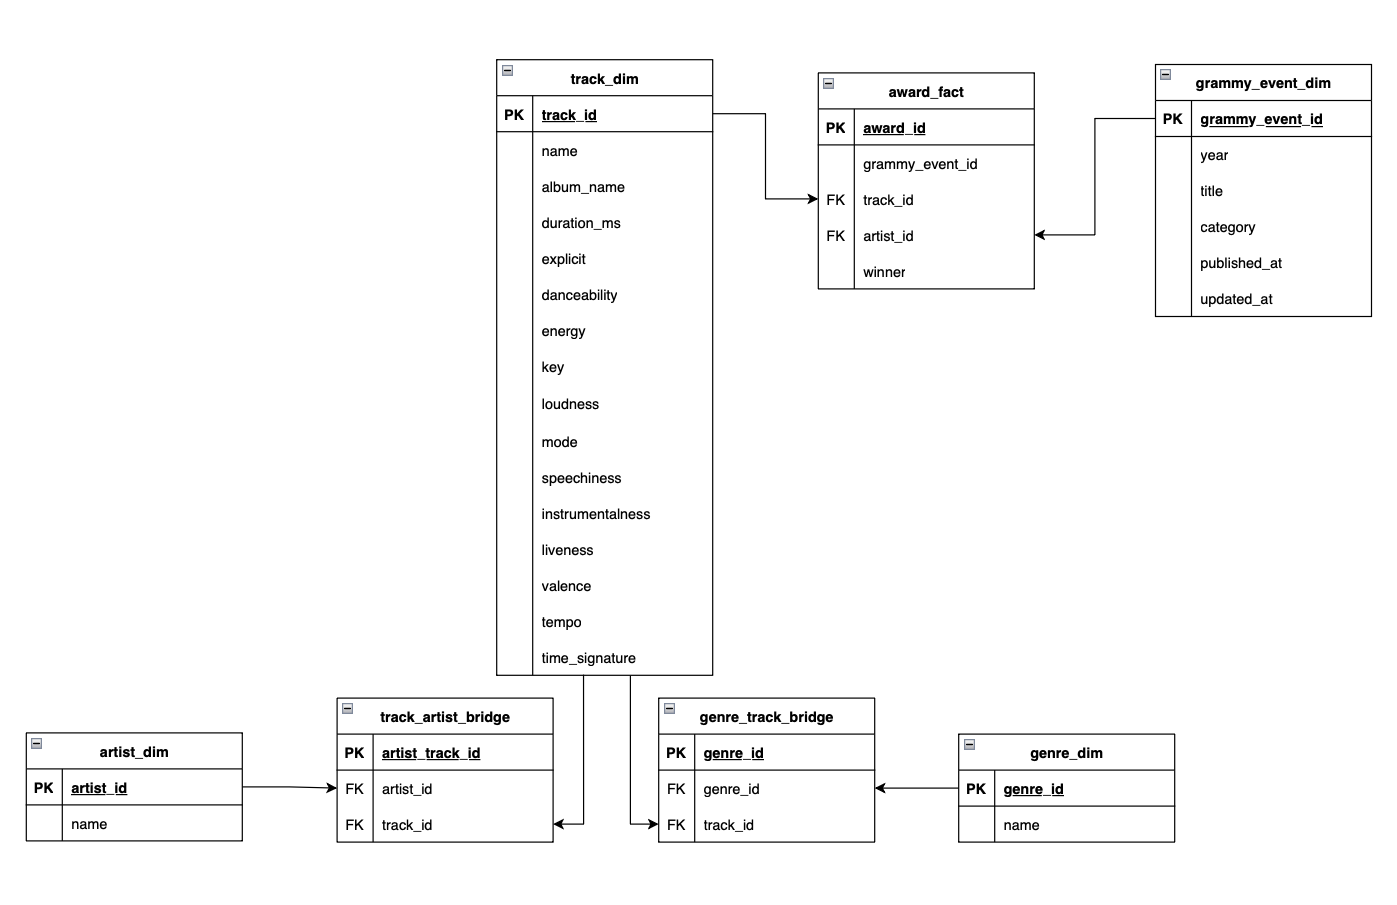 track_dim
PK track_id
name
album_name
duration_ms
explicit
danceability
energy
key
loudness
mode
speechiness
instrumentalness
liveness
valence
tempo
time_signature
award_fact
PK award_id
grammy_event_id
FK track_id
FK artist_id
winner
grammy_event_dim
PK grammy_event_id
year
title
category
published_at
updated_at
artist_dim
PK artist_id
name
track_artist_bridge
PK artist_track_id
FK artist_id
FK track_id
genre_track_bridge
PK genre_id
FK genre_id
FK track_id
genre_dim
PK genre_id
name